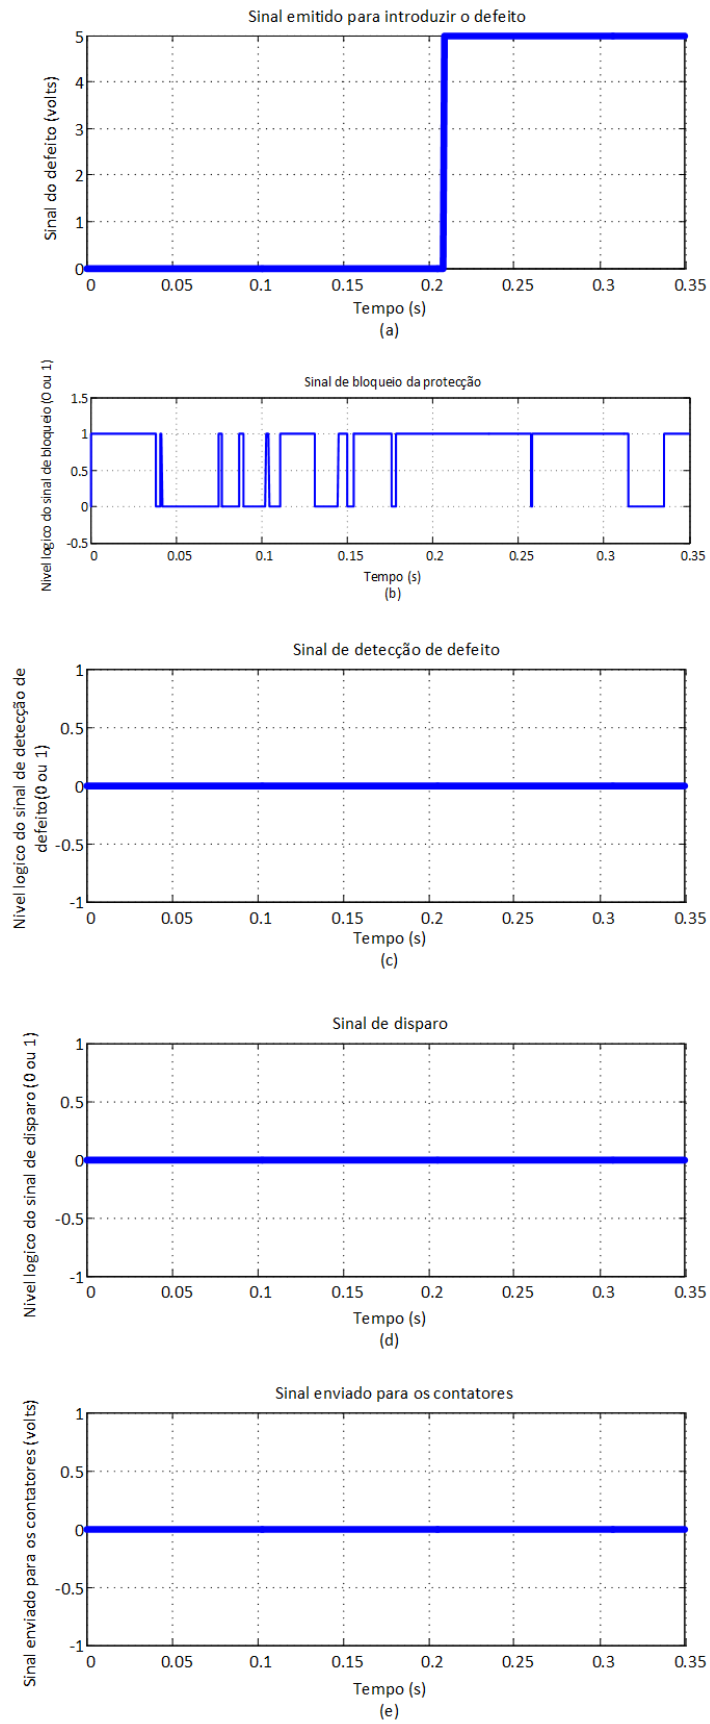 Sinal emitido para introduzir o defeito
Sinal do defeito (volts)
5
4
3
2
1
0
0 0.05 0.1 0.15 0.2 0.25 0.3 0.35
Tempo (s)
(a)
Sinal de bloqueio da protecção
Nivel logico do sinal de bloqueio (0 ou 1)
1.5
1
0.5
0
-0.5
0 0.05 0.1 0.15 0.2 0.25 0.3 0.35
Tempo (s)
(b)
Sinal de detecção de defeito
Nivel logico do sinal de detecção de
defeito(0 ou 1)
1
0.5
0
-0.5
-1
0 0.05 0.1 0.15 0.2 0.25 0.3 0.35
Tempo (s)
(c)
Sinal de disparo
Nivel logico do sinal de disparo (0 ou 1)
1
0.5
0
-0.5
-1
0 0.05 0.1 0.15 0.2 0.25 0.3 0.35
Tempo (s)
(d)
Sinal enviado para os contatores
Sinal enviado para os contatores (volts)
1
0.5
0
-0.5
-1
0 0.05 0.1 0.15 0.2 0.25 0.3 0.35
Tempo (s)
(e)